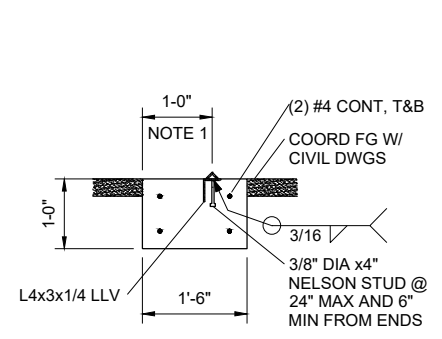 1-0"
NOTE 1
(2) #4 CONT, T&B
COORD FG W/
CIVIL DWGS
1-0"
3/16
3/8" DIA x4"
NELSON STUD @
24" MAX AND 6"
MIN FROM ENDS
L4x3x1/4 LLV
1'-6"